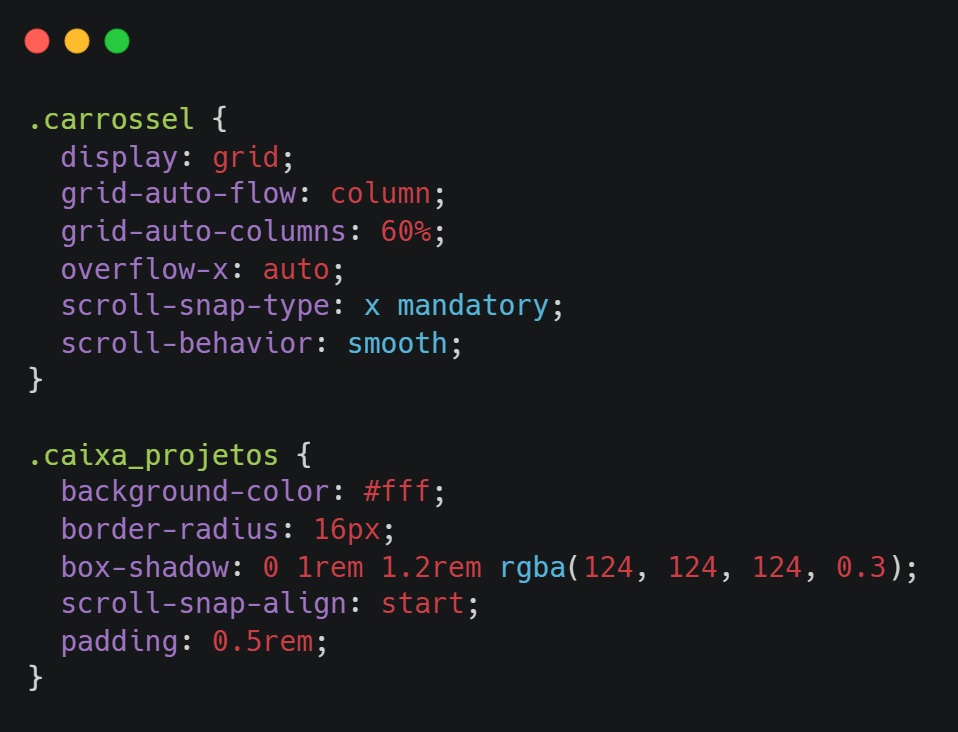 .carrossel {
  display: grid;
  grid-auto-flow: column;
  grid-auto-columns: 60%;
  overflow-x: auto;
  scroll-snap-type: x mandatory;
  scroll-behavior: smooth;
}

.caixa_projetos {
  background-color: #fff;
  border-radius: 16px;
  box-shadow: 0 1rem 1.2rem rgba(124, 124, 124, 0.3);
  scroll-snap-align: start;
  padding: 0.5rem;
}